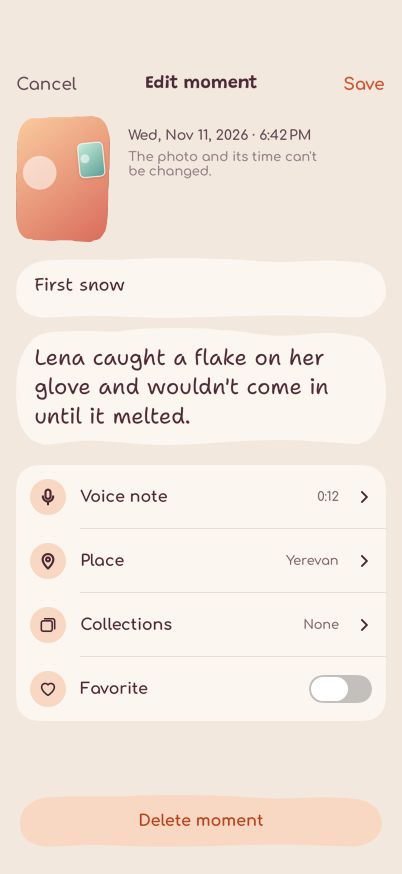 Cancel
Edit moment
Save
Wed, Nov 11, 2026 · 6:42 PM
The photo and its time can't
be changed.
First snow
Lena caught a flake on her
glove and wouldn't come in
until it melted.
Voice note
0:12
Place
Yerevan
Collections
None
Favorite
Delete moment